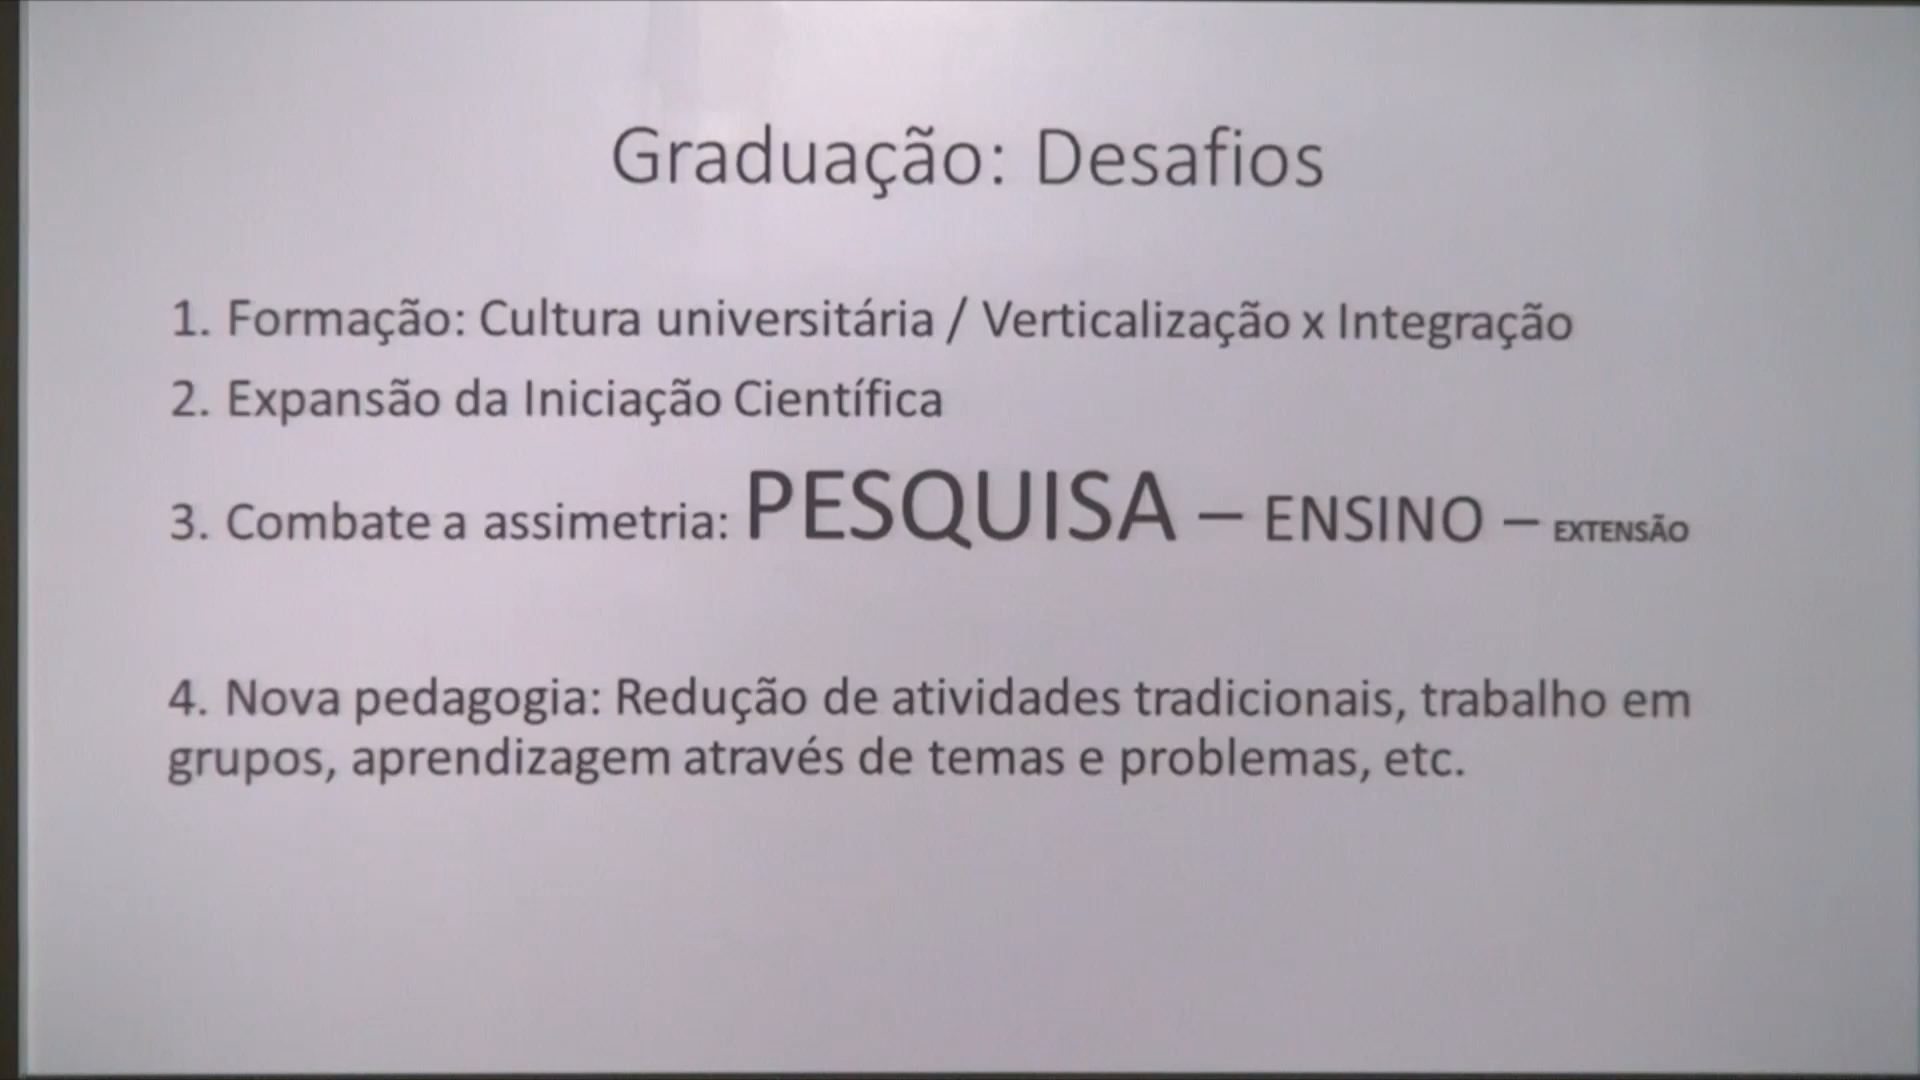 Graduação: Desafios
1. Formação: Cultura universitária / Verticalização x Integração
2. Expansão da Iniciação Científica
3. Combate a assimetria: PESQUISA – ENSINO – EXTENSÃO
4. Nova pedagogia: Redução de atividades tradicionais, trabalho em
grupos, aprendizagem através de temas e problemas, etc.